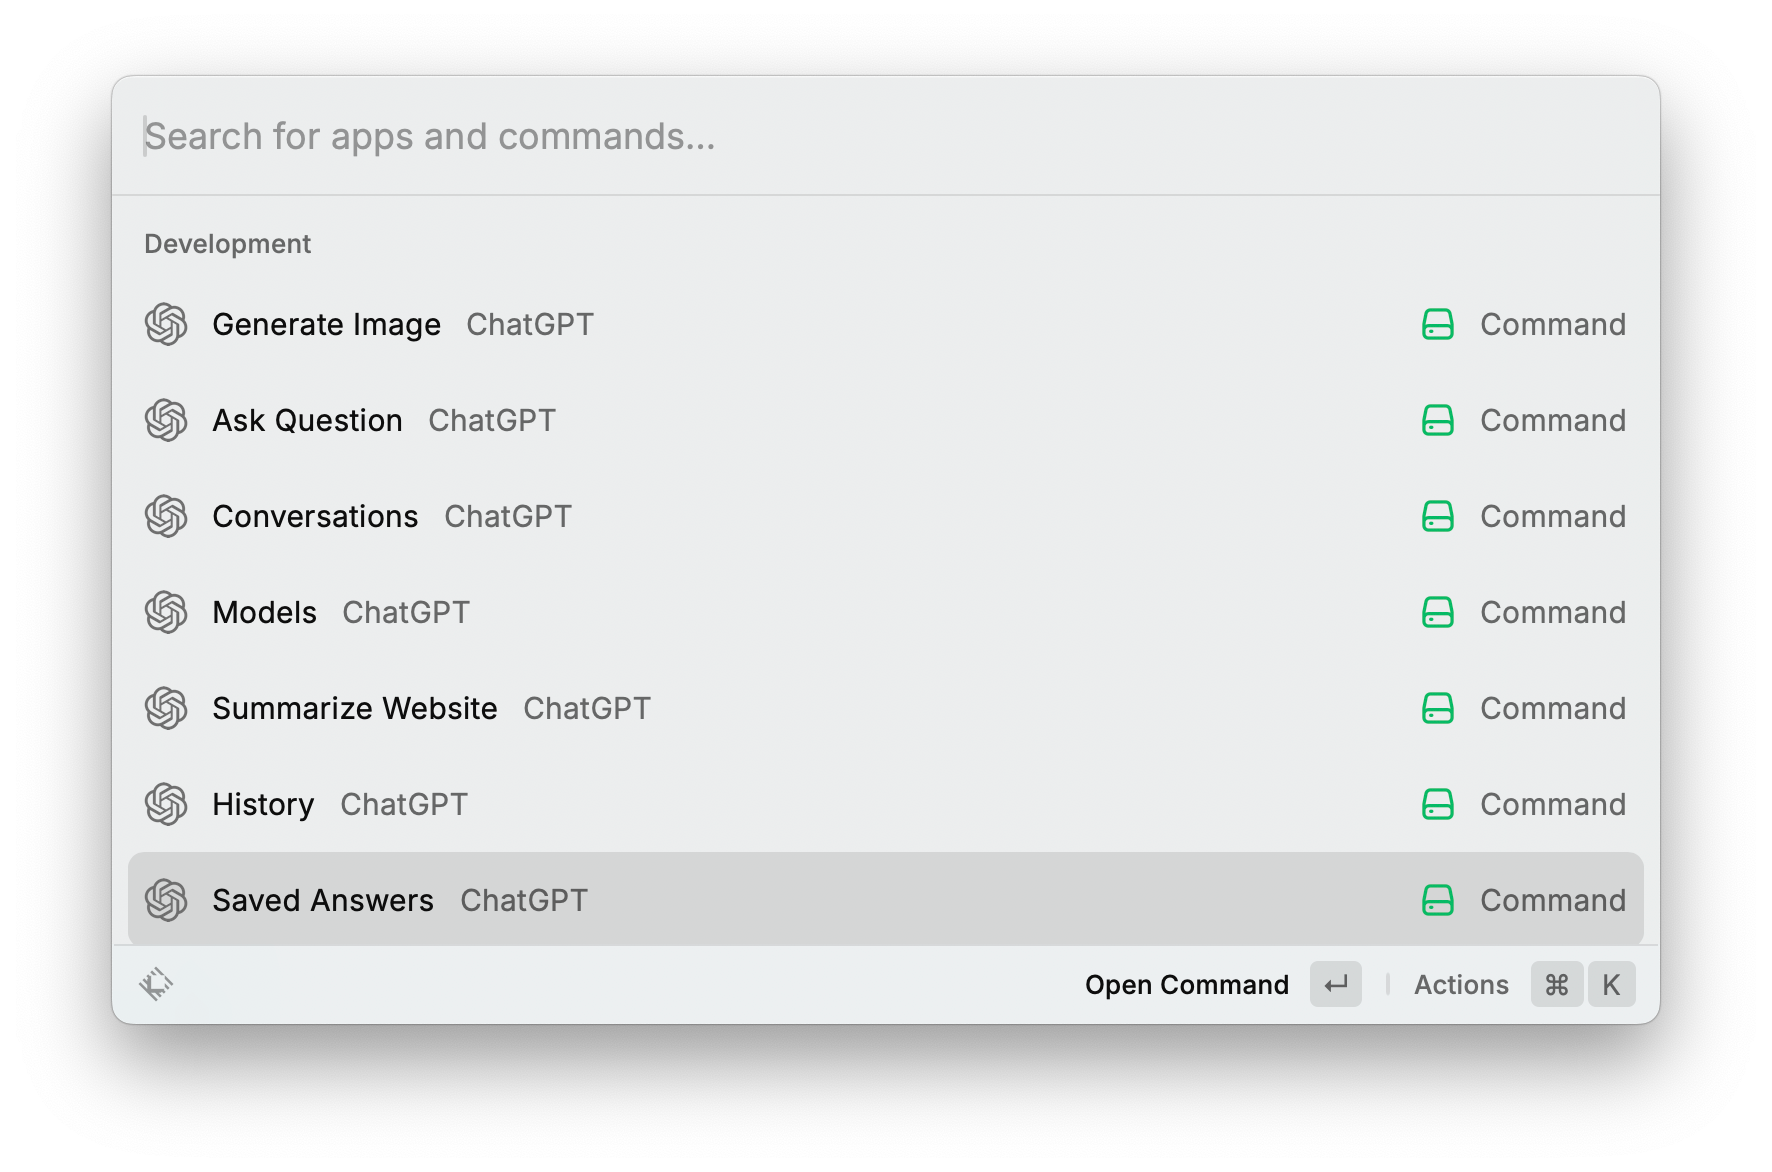 Search for apps and commands...
Development
Generate Image ChatGPT Command
Ask Question ChatGPT Command
Conversations ChatGPT Command
Models ChatGPT Command
Summarize Website ChatGPT Command
History ChatGPT Command
Saved Answers ChatGPT Command
Open Command ↵ Actions ⌘ K